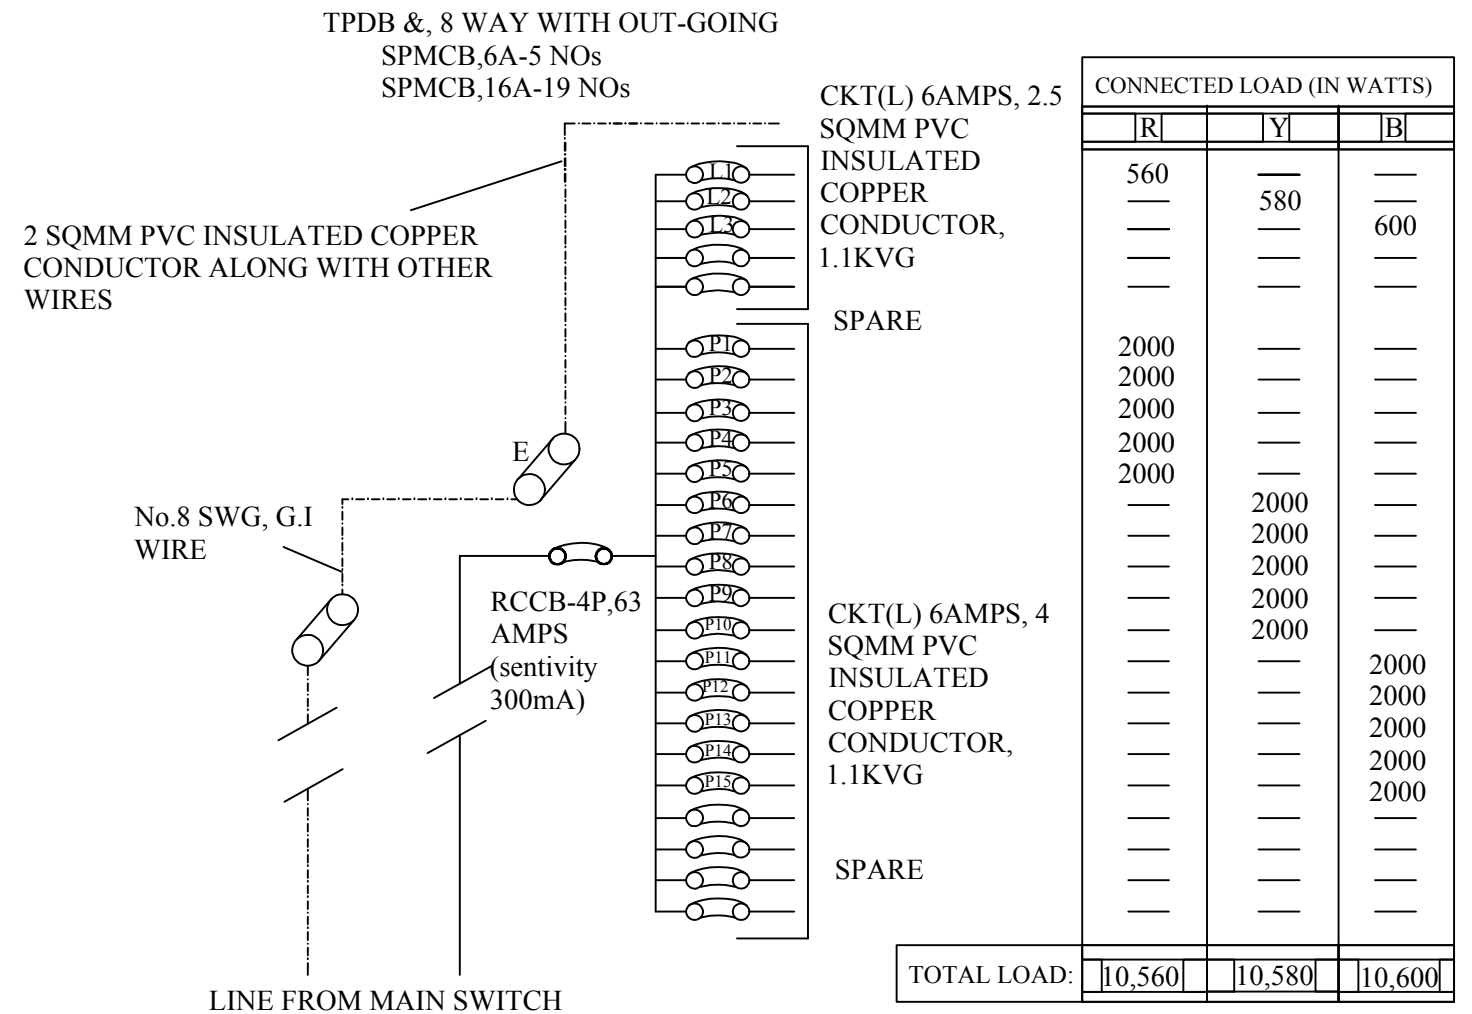 TPDB &, 8 WAY WITH OUT-GOING
SPMCB,6A-5 NOs
SPMCB,16A-19 NOs
CKT(L) 6AMPS, 2.5
SQMM PVC
INSULATED
COPPER
CONDUCTOR,
1.1KVG
SPARE
2 SQMM PVC INSULATED COPPER
CONDUCTOR ALONG WITH OTHER
WIRES
E
No.8 SWG, G.I
WIRE
RCCB-4P,63
AMPS
(sentivity
300mA)
L1
L2
L3
P1
P2
P3
P4
P5
P6
P7
P8
P9
P10
P11
P12
P13
P14
P15
CKT(L) 6AMPS, 4
SQMM PVC
INSULATED
COPPER
CONDUCTOR,
1.1KVG
SPARE
LINE FROM MAIN SWITCH
CONNECTED LOAD (IN WATTS)
R Y B
560 — —
— 580 —
— — 600
— — —
— — —
2000 — —
2000 — —
2000 — —
2000 — —
2000 — —
— 2000 —
— 2000 —
— 2000 —
— 2000 —
— 2000 —
— — 2000
— — 2000
— — 2000
— — 2000
— — 2000
— — —
— — —
— — —
— — —
TOTAL LOAD: 10,560 10,580 10,600